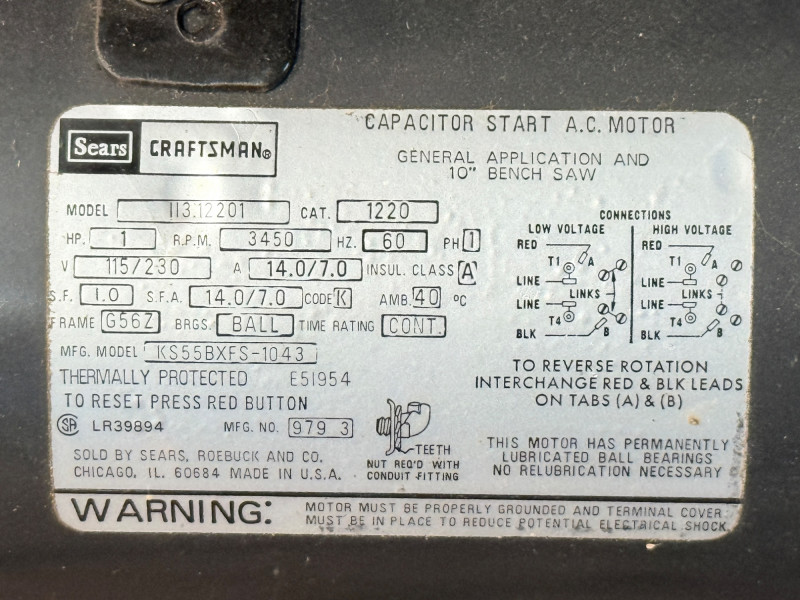 Sears CRAFTSMAN®
CAPACITOR START A.C. MOTOR
GENERAL APPLICATION AND
10" BENCH SAW
MODEL 113.12201 CAT. 1220
HP. 1 R.P.M. 3450 HZ. 60 PH 1
V 115/230 A 14.0/7.0 INSUL. CLASS A
S.F. 1.0 S.F.A. 14.0/7.0 CODE K AMB. 40 °C
FRAME G56Z BRGS. BALL TIME RATING CONT.
MFG. MODEL KS55BXFS-1043
THERMALLY PROTECTED E51954
TO RESET PRESS RED BUTTON
SA LR39894 MFG. NO. 979 3
SOLD BY SEARS, ROEBUCK AND CO.
CHICAGO, IL. 60684 MADE IN U.S.A.
TEETH
NUT REQ'D WITH
CONDUIT FITTING
CONNECTIONS
LOW VOLTAGE HIGH VOLTAGE
RED RED
T1 A T1 A
LINE LINE
LINKS LINKS
LINE LINE
T4 T4
BLK B BLK B
TO REVERSE ROTATION
INTERCHANGE RED & BLK LEADS
ON TABS (A) & (B)
THIS MOTOR HAS PERMANENTLY
LUBRICATED BALL BEARINGS
NO RELUBRICATION NECESSARY
WARNING: MOTOR MUST BE PROPERLY GROUNDED AND TERMINAL COVER
MUST BE IN PLACE TO REDUCE POTENTIAL ELECTRICAL SHOCK.